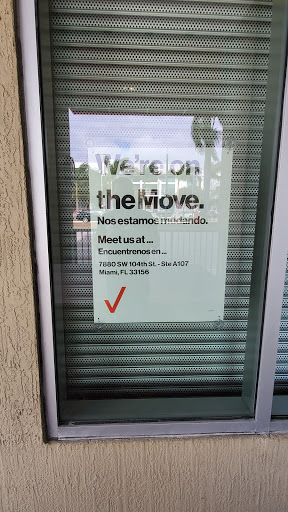 We're on
the Move.
Nos estamos mudando.
Meet us at ...
Encuentrenos en ...
7880 SW 104th St. - Ste A107
Miami, FL 33156